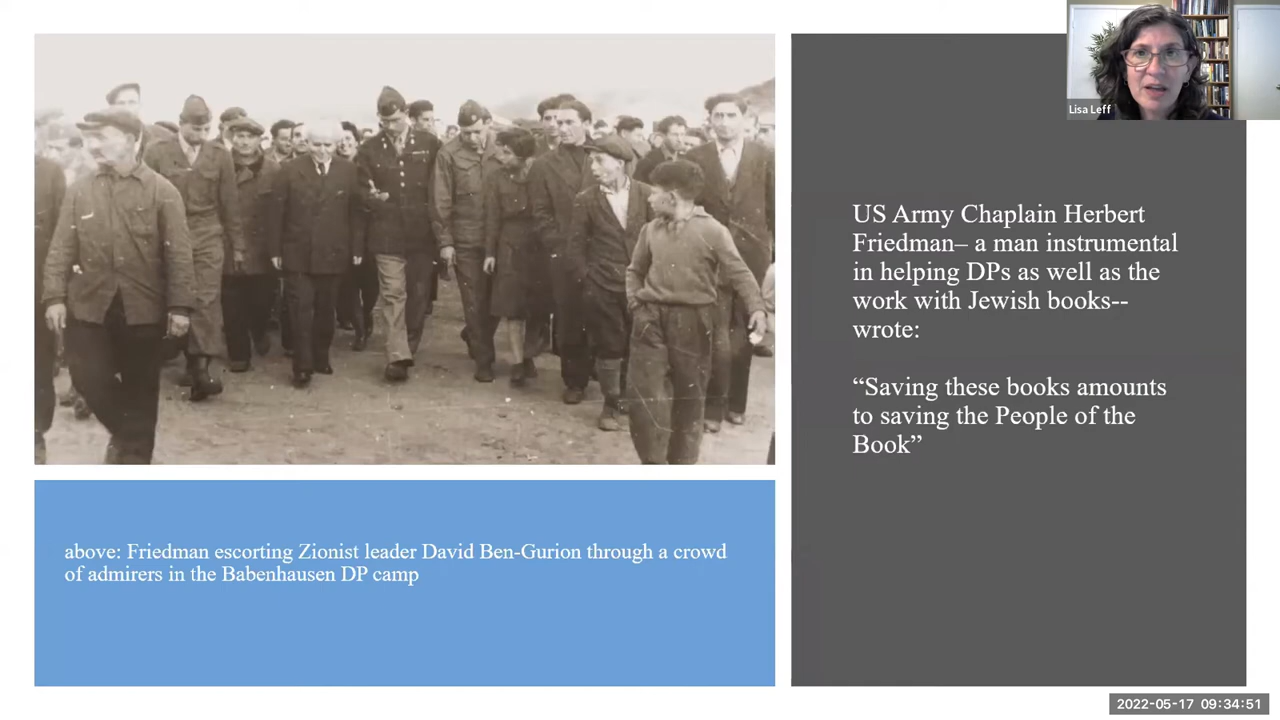 Lisa Leff
US Army Chaplain Herbert
Friedman– a man instrumental
in helping DPs as well as the
work with Jewish books--
wrote:
“Saving these books amounts
to saving the People of the
Book”
above: Friedman escorting Zionist leader David Ben-Gurion through a crowd
of admirers in the Babenhausen DP camp
2022-05-17 09:34:51